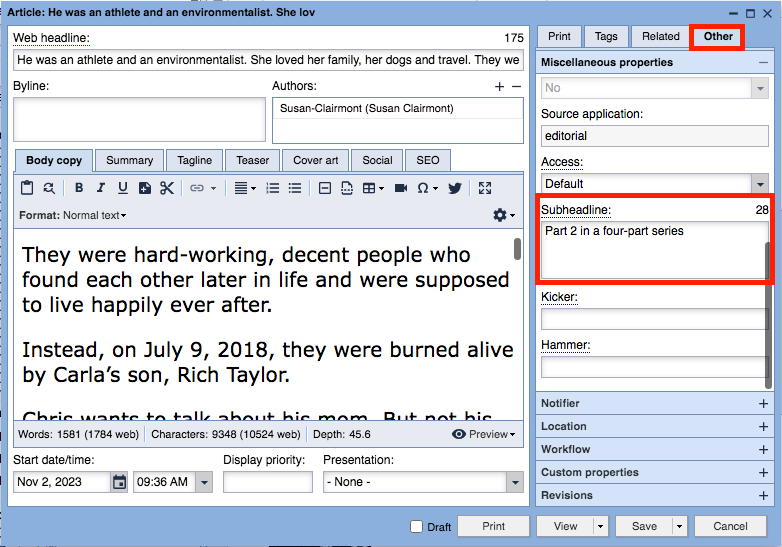 Article: He was an athlete and an environmentalist. She lov
Web headline: 175
He was an athlete and an environmentalist. She loved her family, her dogs and travel. They we
Byline:
Authors:
Susan-Clairmont (Susan Clairmont)
Body copy Summary Tagline Teaser Cover art Social SEO
B I U
Format: Normal text
They were hard-working, decent people who
found each other later in life and were supposed
to live happily ever after.
Instead, on July 9, 2018, they were burned alive
by Carla’s son, Rich Taylor.
Chris wants to talk about his mom. But not his
Words: 1581 (1784 web) Characters: 9348 (10524 web) Depth: 45.6 Preview
Start date/time: Display priority: Presentation:
Nov 2, 2023 09:36 AM - None -
Print Tags Related Other
Miscellaneous properties
No
Source application:
editorial
Access:
Default
Subheadline: 28
Part 2 in a four-part series
Kicker:
Hammer:
Notifier
Location
Workflow
Custom properties
Revisions
Draft Print View Save Cancel